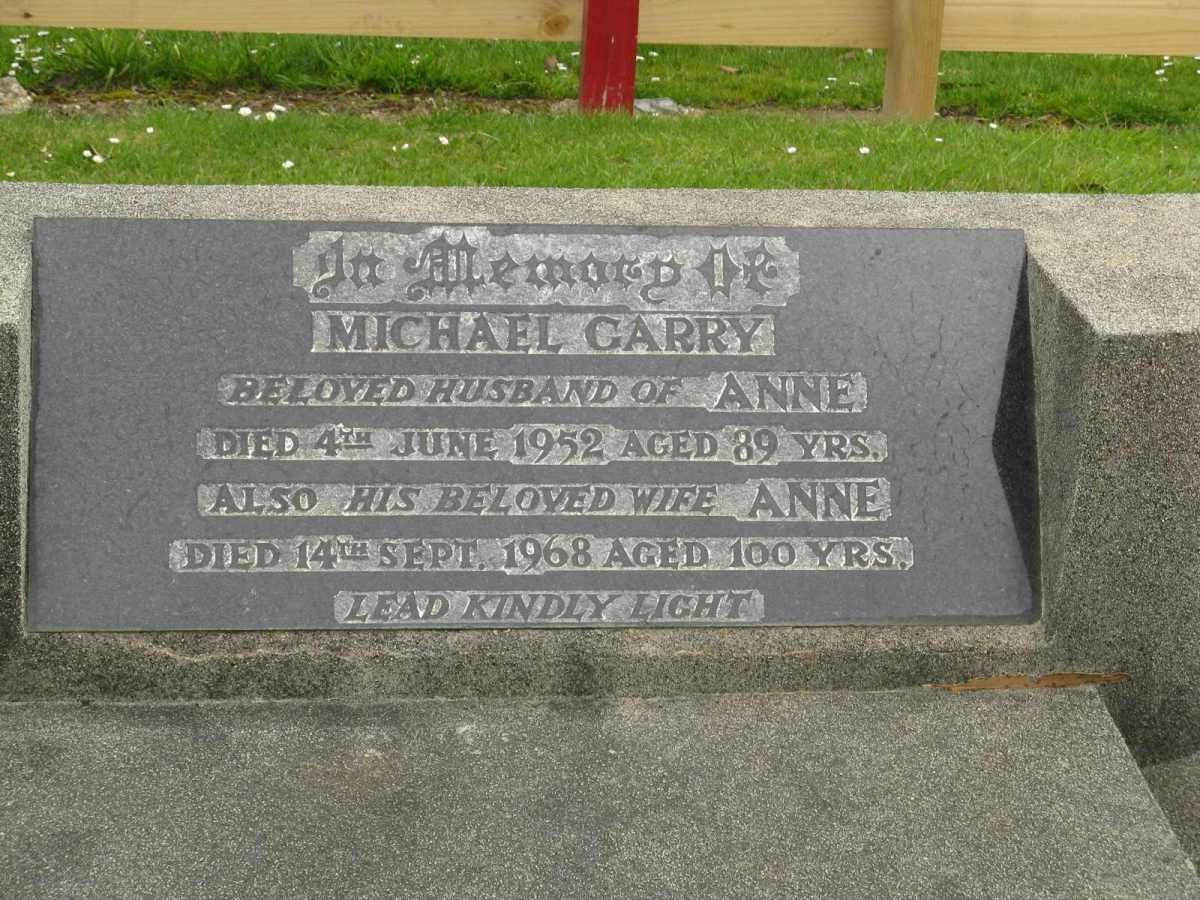 In Memory Of
MICHAEL GARRY
BELOVED HUSBAND OF ANNE
DIED 4TH JUNE 1952 AGED 89 YRS.
ALSO HIS BELOVED WIFE ANNE
DIED 14TH SEPT. 1968 AGED 100 YRS.
LEAD KINDLY LIGHT